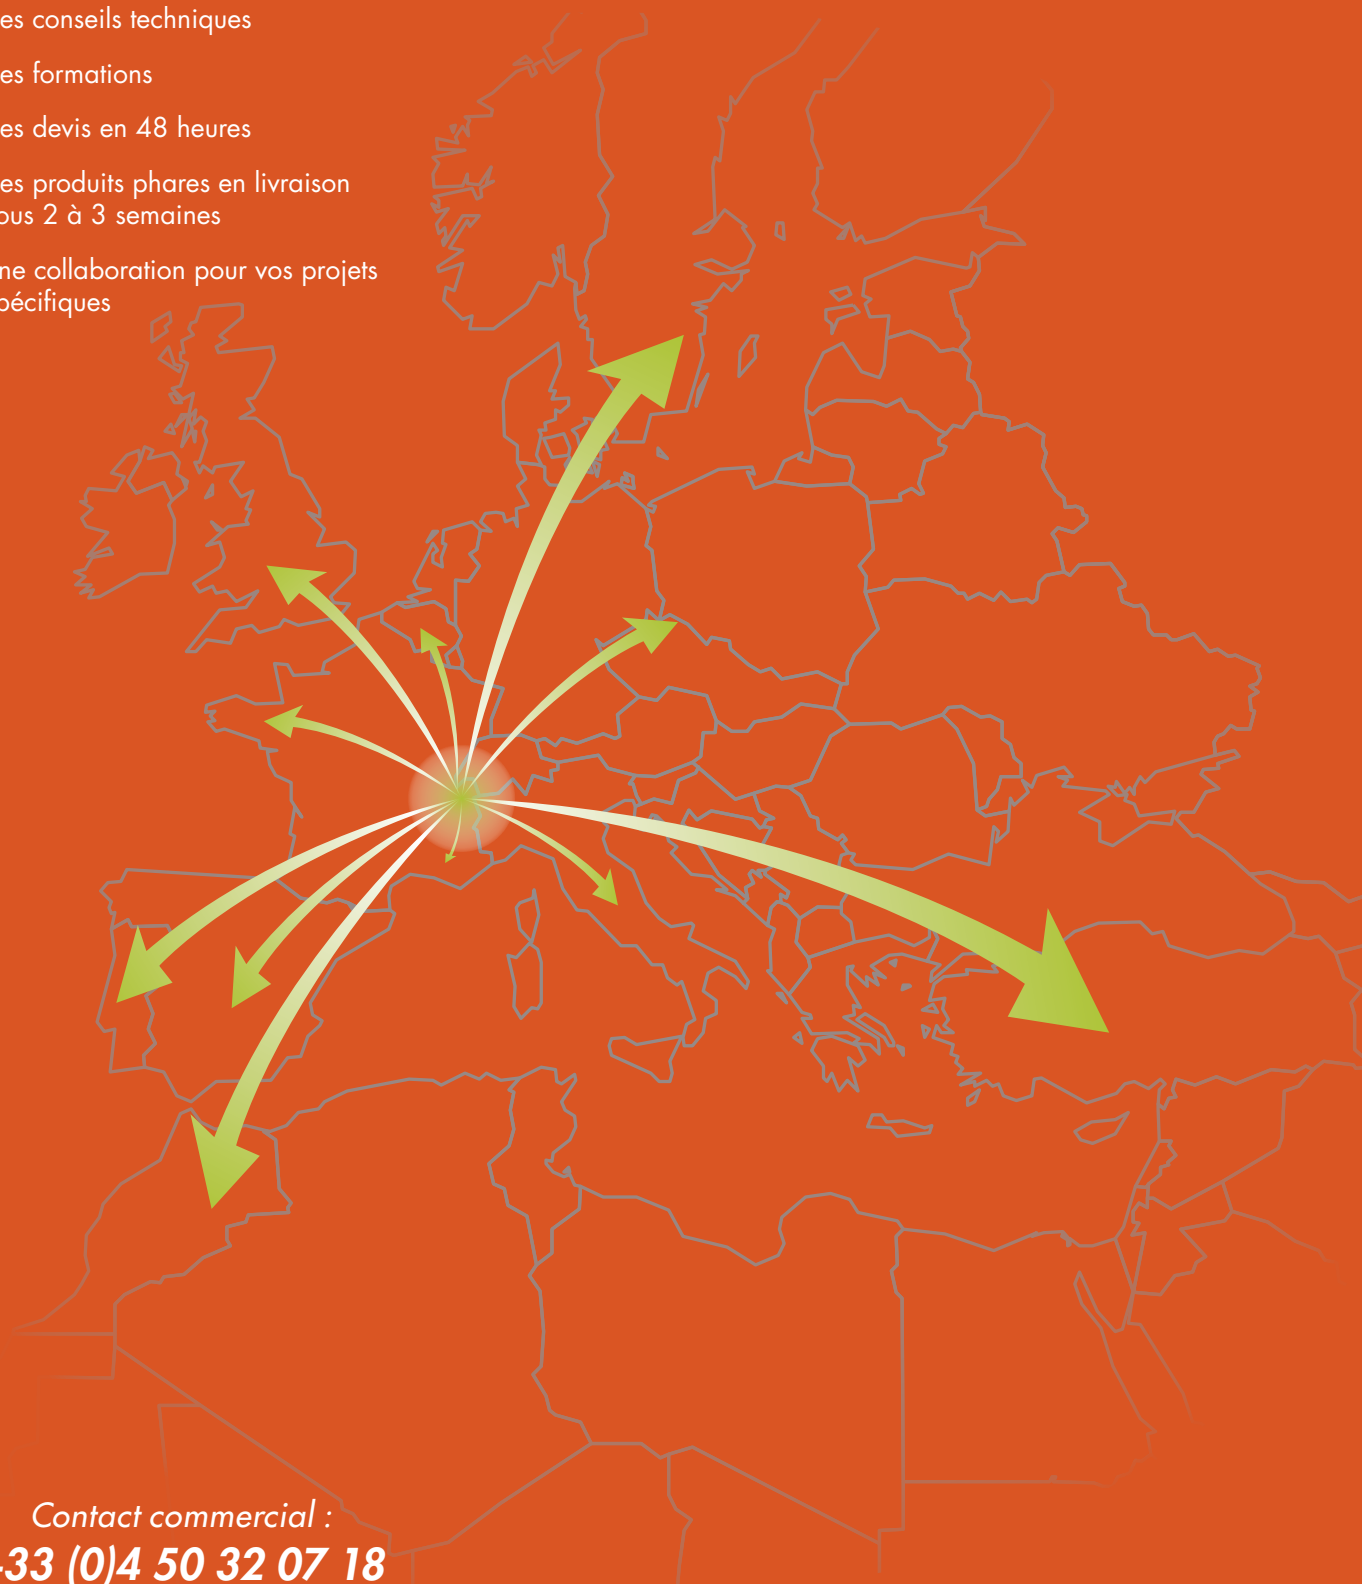 es conseils techniques
es formations
es devis en 48 heures
es produits phares en livraison
ous 2 à 3 semaines
ne collaboration pour vos projets
pécifiques
Contact commercial :
+33 (0)4 50 32 07 18